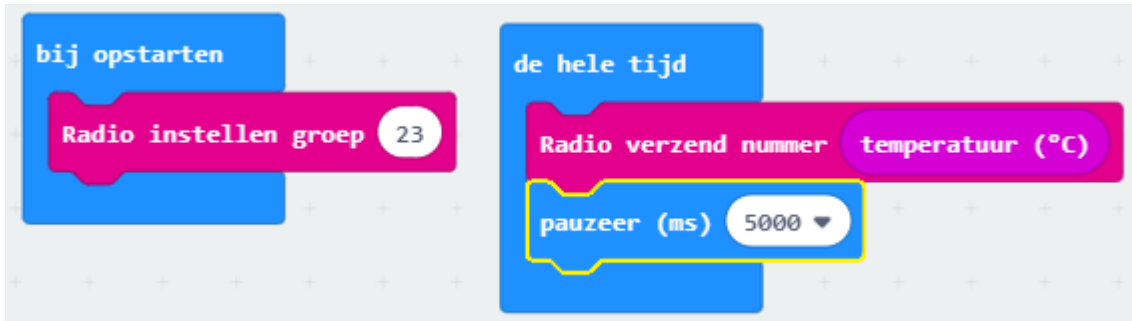 bij opstarten
Radio instellen groep 23
de hele tijd
Radio verzend nummer temperatuur (°C)
pauzeer (ms) 5000